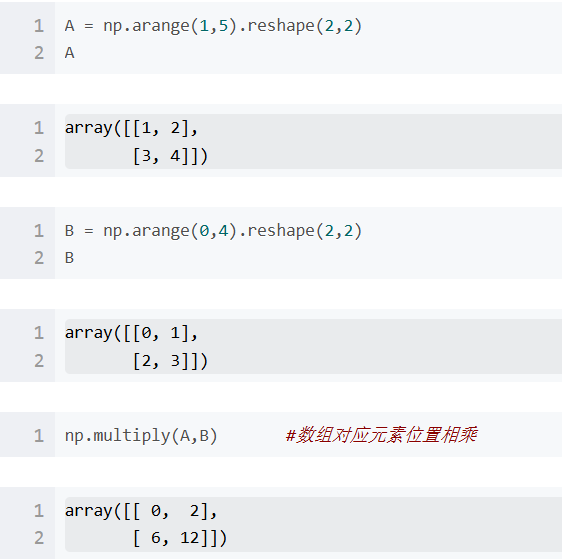 1 A = np.arange(1,5).reshape(2,2)
2 A
1 array([[1, 2],
2        [3, 4]])
1 B = np.arange(0,4).reshape(2,2)
2 B
1 array([[0, 1],
2        [2, 3]])
1 np.multiply(A,B)       #数组对应元素位置相乘
1 array([[ 0,  2],
2        [ 6, 12]])